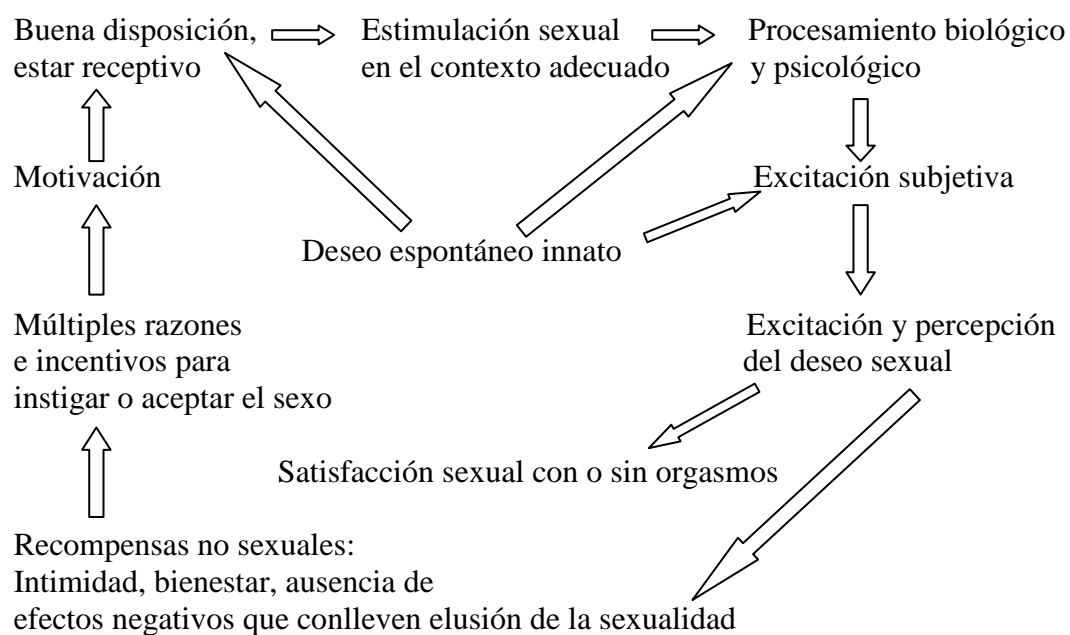 Buena disposición,
estar receptivo
Estimulación sexual
en el contexto adecuado
Procesamiento biológico
y psicológico
Motivación
Excitación subjetiva
Deseo espontáneo innato
Múltiples razones
e incentivos para
instigar o aceptar el sexo
Excitación y percepción
del deseo sexual
Satisfacción sexual con o sin orgasmos
Recompensas no sexuales:
Intimidad, bienestar, ausencia de
efectos negativos que conlleven elusión de la sexualidad